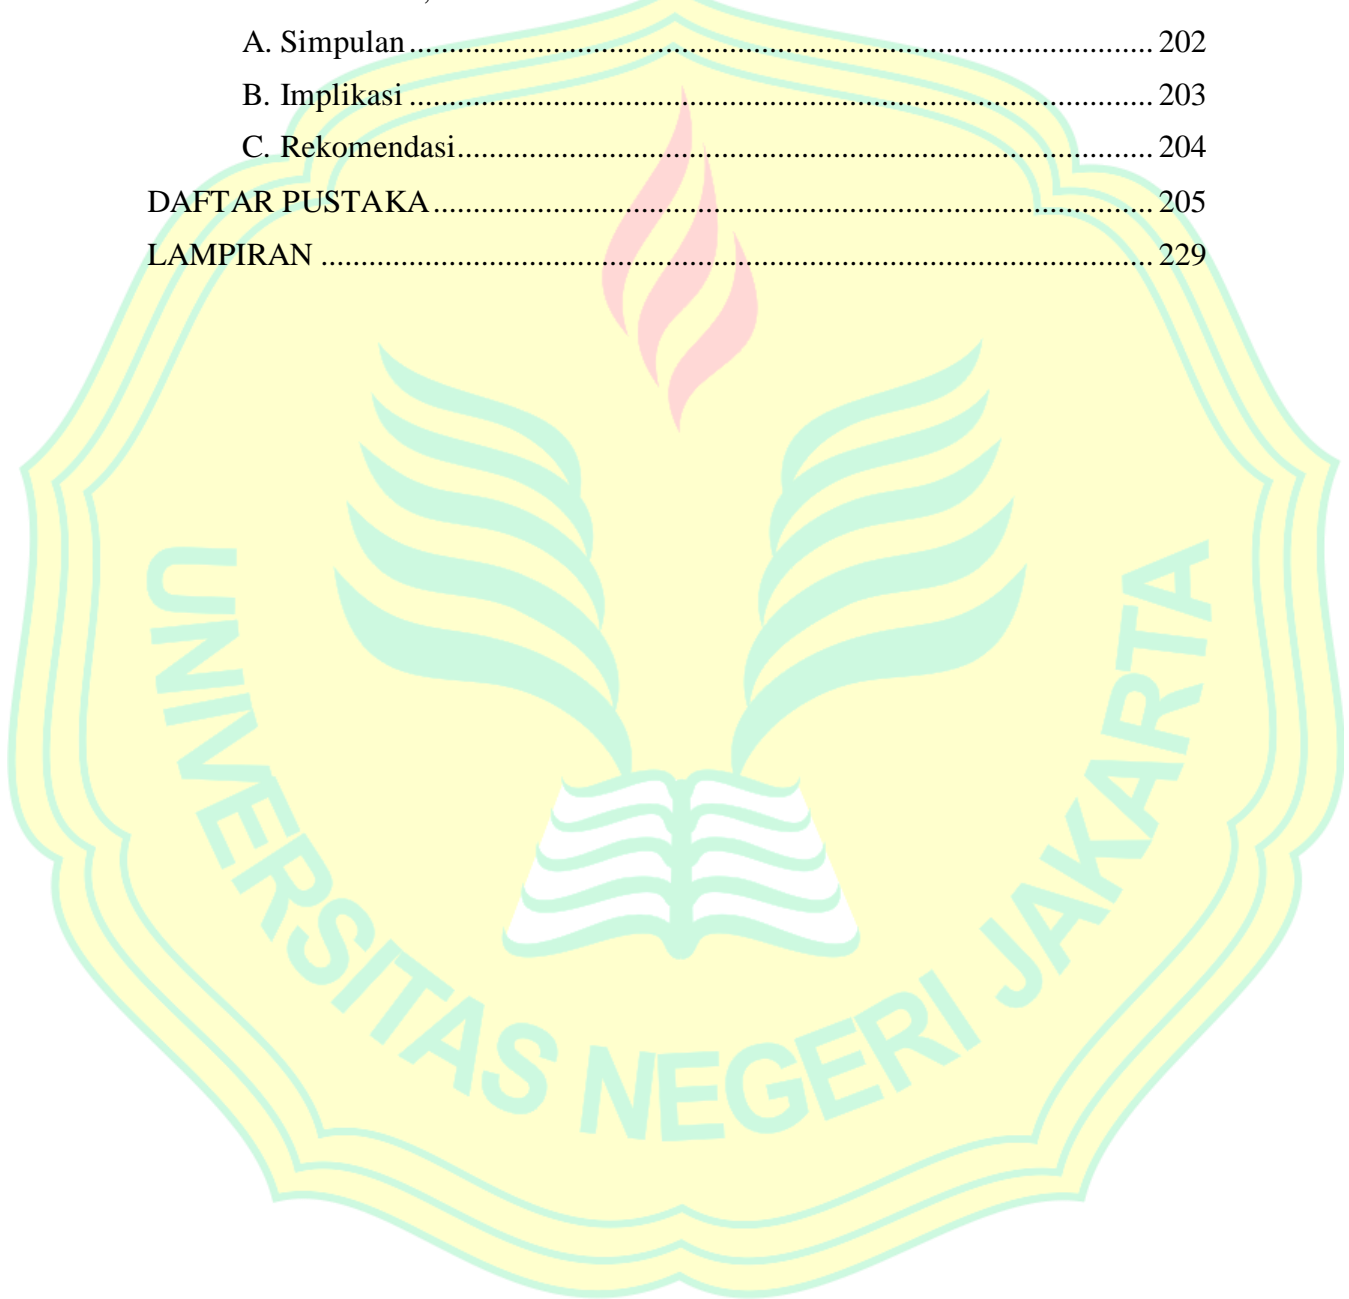 A. Simpulan ........................................................................................... 202
B. Implikasi ........................................................................................... 203
C. Rekomendasi..................................................................................... 204
DAFTAR PUSTAKA........................................................................................ 205
LAMPIRAN ...................................................................................................... 229
UNIVERSITAS NEGERI JAKARTA